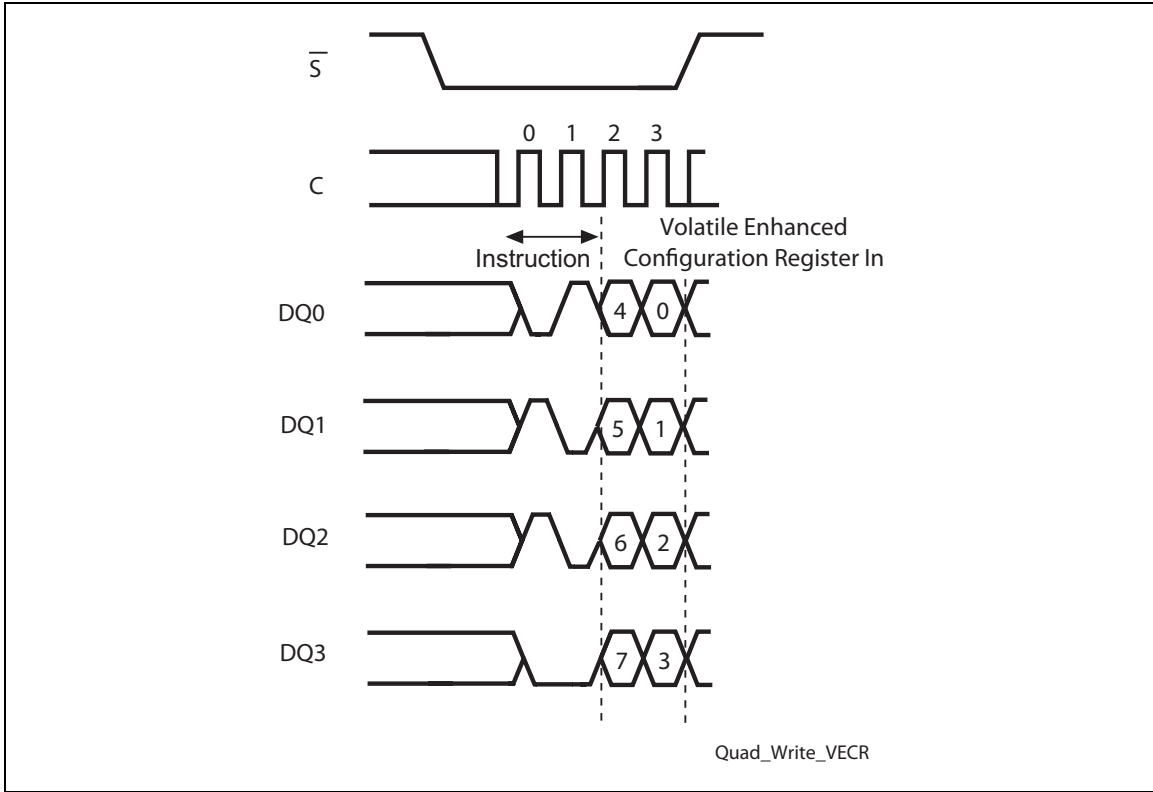 S
0 1 2 3
C
Volatile Enhanced
Instruction Configuration Register In
DQ0 4 0
DQ1 5 1
DQ2 6 2
DQ3 7 3
Quad_Write_VECR